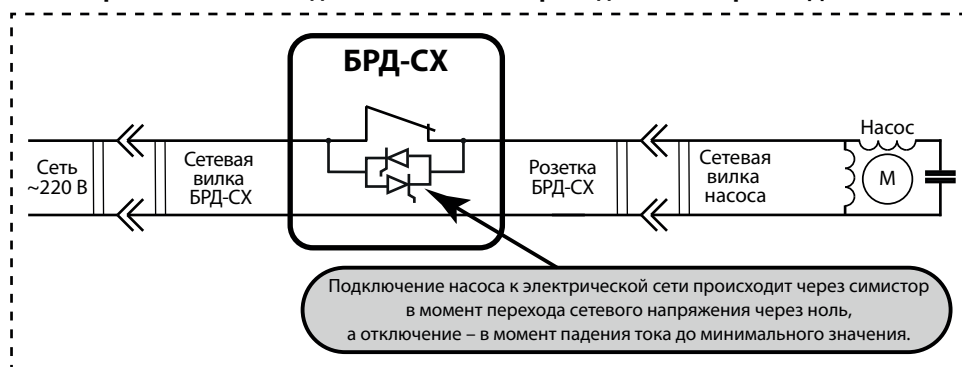 БРД-СХ
Насос
Сеть
~220 В
Сетевая
вилка
БРД-СХ
Розетка
БРД-СХ
Сетевая
вилка
насоса
М
Подключение насоса к электрической сети происходит через симистор
в момент перехода сетевого напряжения через ноль,
а отключение – в момент падения тока до минимального значения.